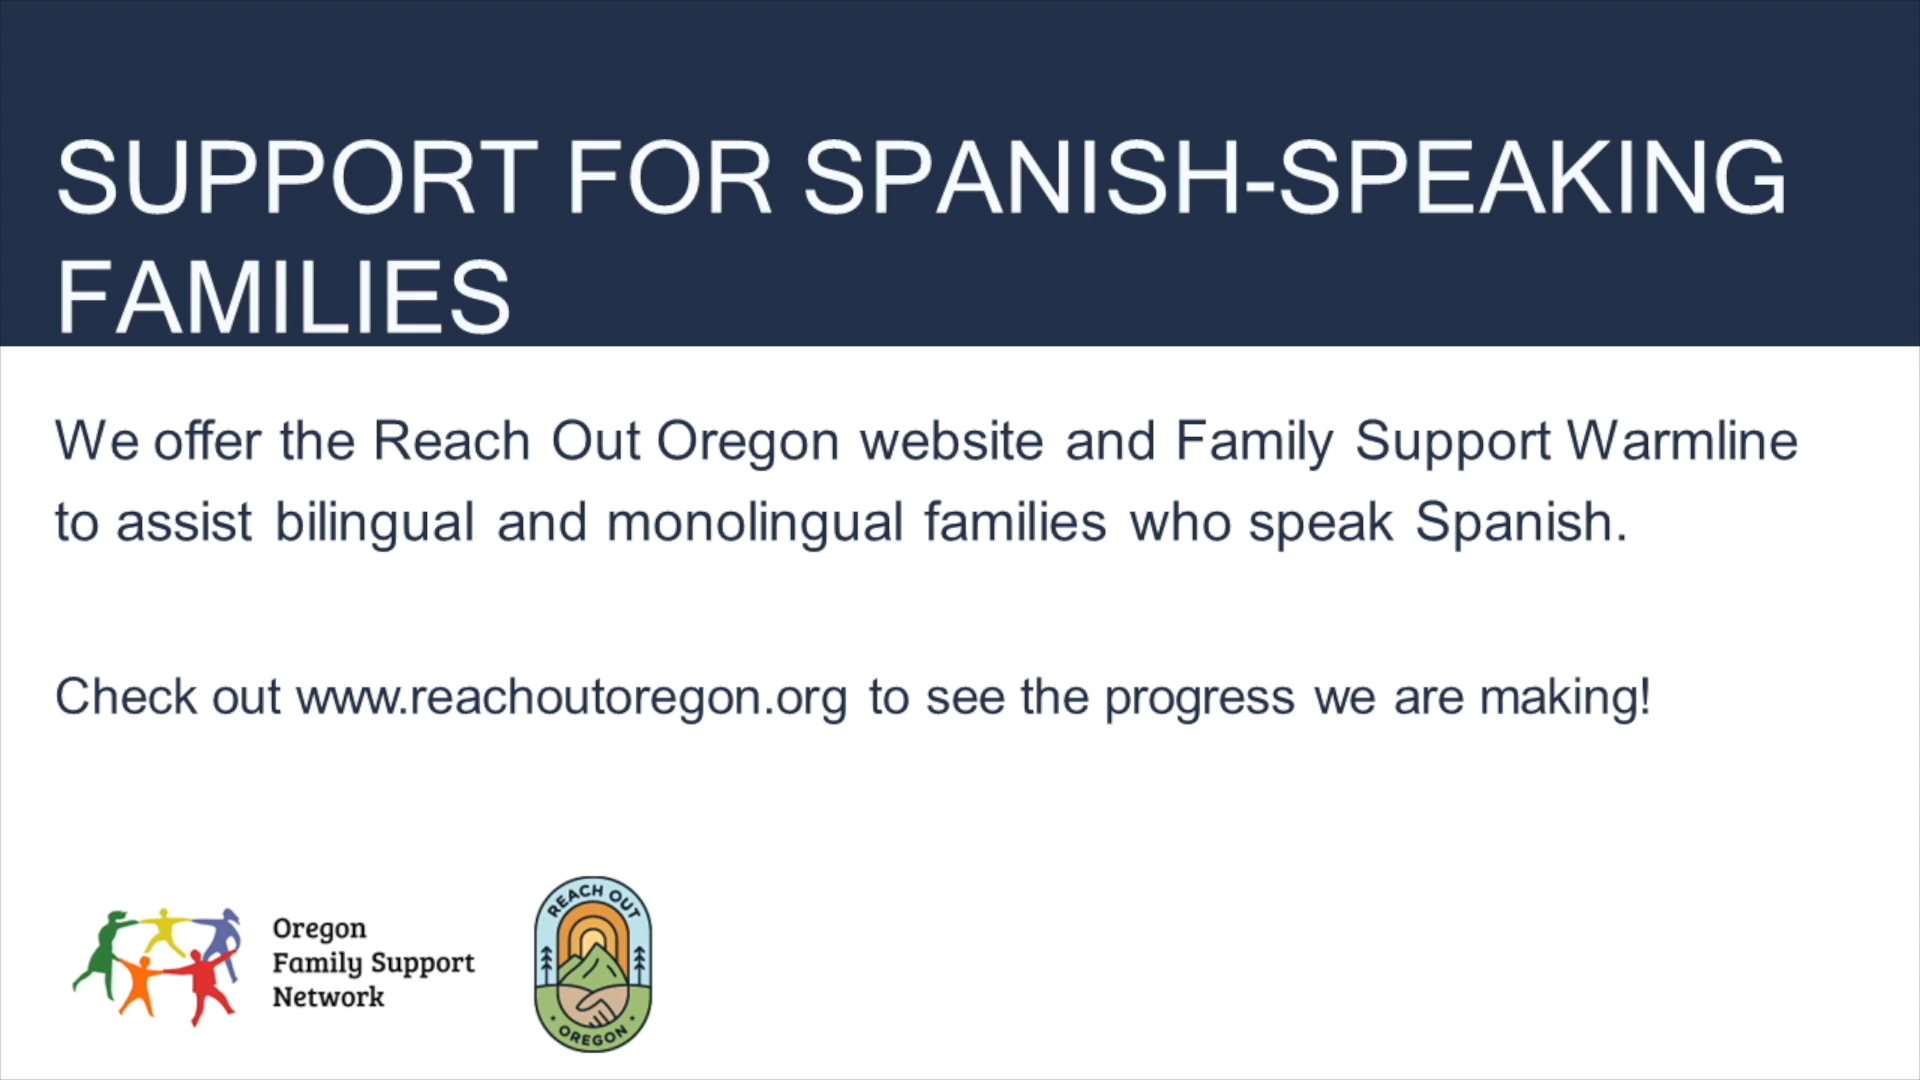 SUPPORT FOR SPANISH-SPEAKING
FAMILIES
We offer the Reach Out Oregon website and Family Support Warmline
to assist bilingual and monolingual families who speak Spanish.
Check out www.reachoutoregon.org to see the progress we are making!
Oregon
Family Support
Network
REACH OUT
OREGON